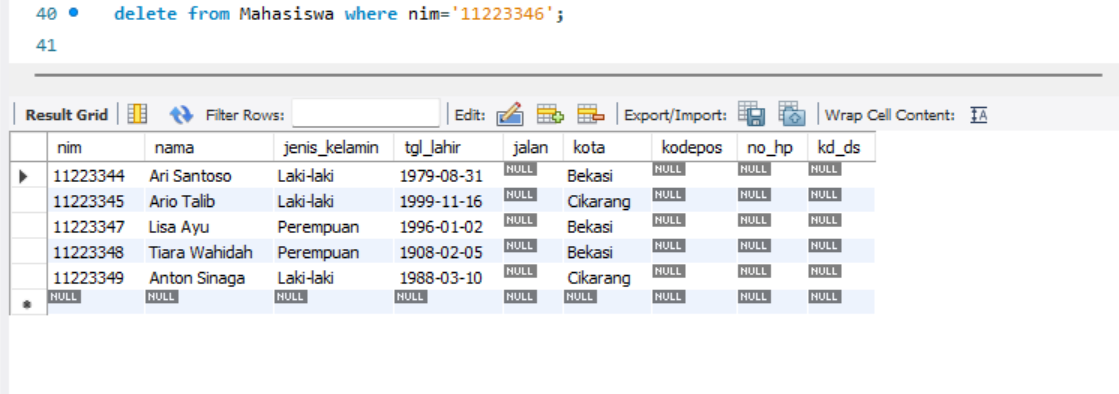 40 delete from Mahasiswa where nim='11223346';
41
Result Grid Filter Rows: Edit: Export/Import: Wrap Cell Content: IA
nim nama jenis_kelamin tgl_lahir jalan kota kodepos no_hp kd_ds
11223344 Ari Santoso Laki-laki 1979-08-31 NULL Bekasi NULL NULL NULL
11223345 Ario Talib Laki-laki 1999-11-16 NULL Cikarang NULL NULL NULL
11223347 Lisa Ayu Perempuan 1996-01-02 NULL Bekasi NULL NULL NULL
11223348 Tiara Wahidah Perempuan 1908-02-05 NULL Bekasi NULL NULL NULL
11223349 Anton Sinaga Laki-laki 1988-03-10 NULL Cikarang NULL NULL NULL
NULL NULL NULL NULL NULL NULL NULL NULL NULL